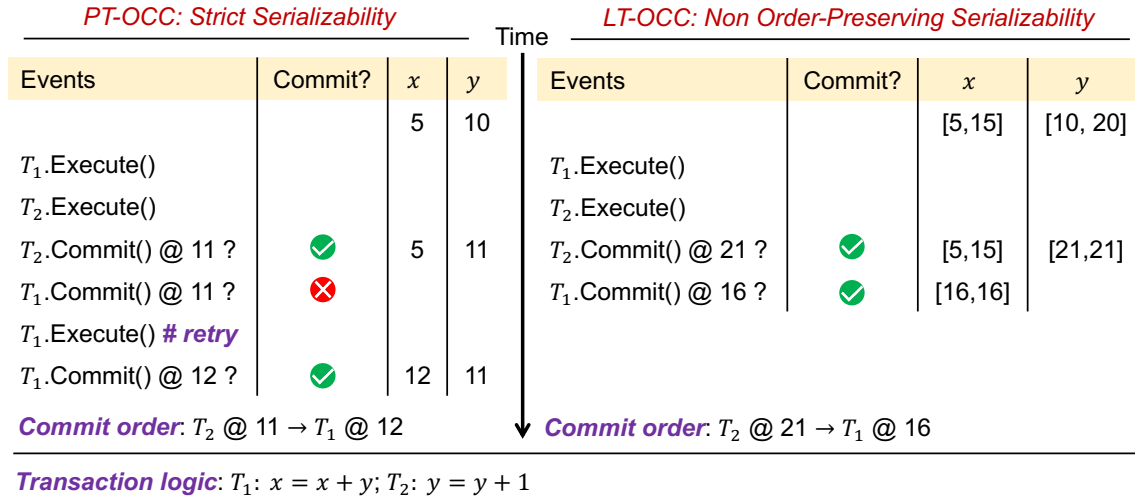 PT-OCC: Strict Serializability
Time
LT-OCC: Non Order-Preserving Serializability
Events Commit? x y
5 10
T₁.Execute()
T₂.Execute()
T₂.Commit() @ 11 ? 5 11
T₁.Commit() @ 11 ?
T₁.Execute() # retry
T₁.Commit() @ 12 ? 12 11
Commit order: T₂ @ 11 → T₁ @ 12
Events Commit? x y
[5,15] [10, 20]
T₁.Execute()
T₂.Execute()
T₂.Commit() @ 21 ? [5,15] [21,21]
T₁.Commit() @ 16 ? [16,16]
Commit order: T₂ @ 21 → T₁ @ 16
Transaction logic: T₁: x = x + y; T₂: y = y + 1